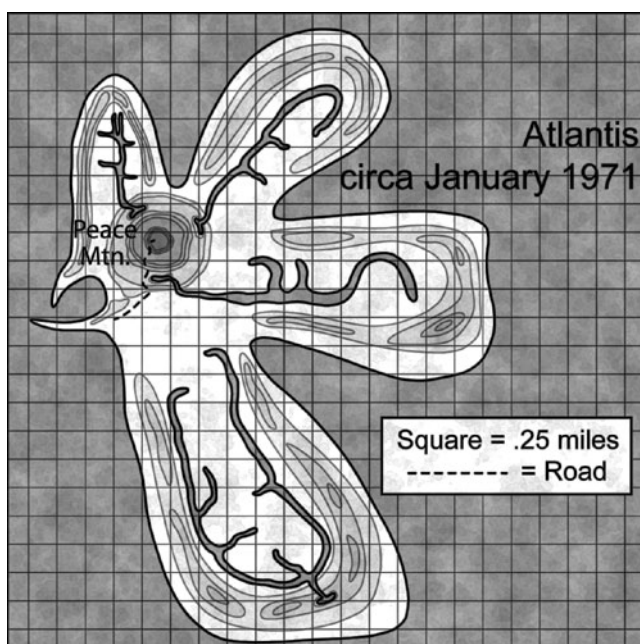 Atlantis
circa January 1971
Peace
Mtn.
Square = .25 miles
= Road